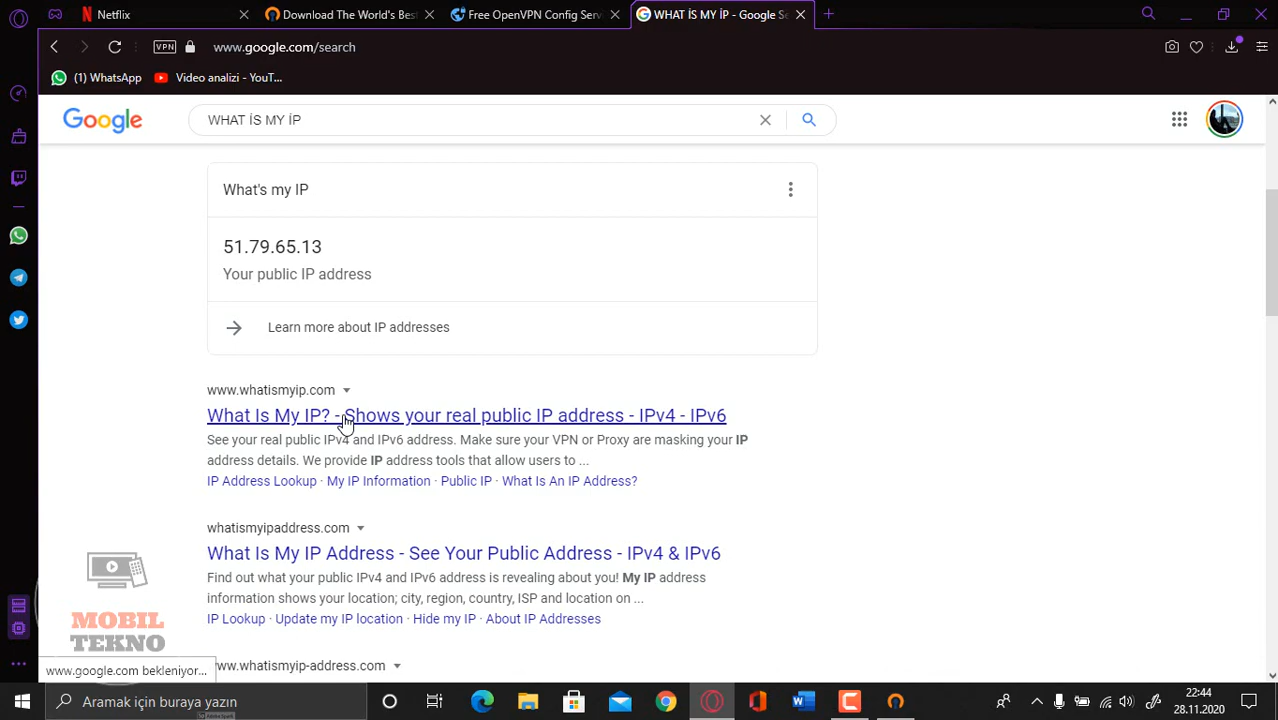 Netflix
Download The World's Bes
Free OpenVPN Config Serv
WHAT İS MY İP - Google Se
VPN
www.google.com/search
(1) WhatsApp
Video analizi - YouT...
Google
WHAT İS MY İP
What's my IP
51.79.65.13
Your public IP address
Learn more about IP addresses
www.whatismyip.com
What Is My IP? - Shows your real public IP address - IPv4 - IPv6
See your real public IPv4 and IPv6 address. Make sure your VPN or Proxy are masking your IP
address details. We provide IP address tools that allow users to ...
IP Address Lookup · My IP Information · Public IP · What Is An IP Address?
whatismyipaddress.com
What Is My IP Address - See Your Public Address - IPv4 & IPv6
Find out what your public IPv4 and IPv6 address is revealing about you! My IP address
information shows your location; city, region, country, ISP and location on ...
IP Lookup · Update my IP location · Hide my IP · About IP Addresses
MOBIL
TEKNO
www.whatismyip-address.com
www.google.com bekleniyor...
Aramak için buraya yazın
22:44
28.11.2020